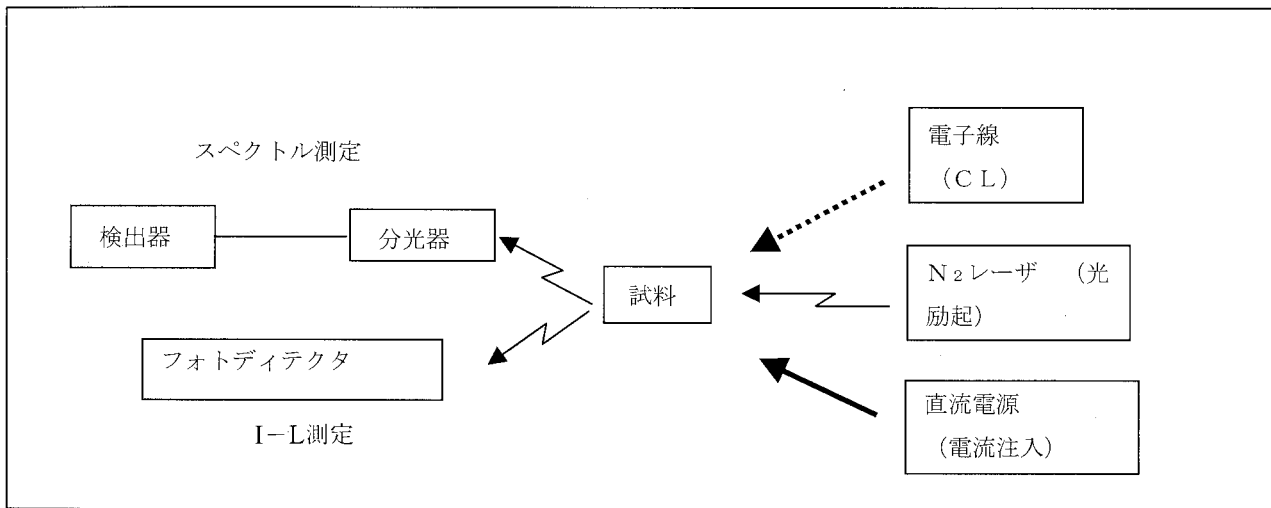 スペクトル測定
検出器
分光器
フォトディテクタ
I－L測定
試料
電子線
（ＣＬ）
Ｎ₂レーザ　（光
励起）
直流電源
（電流注入）